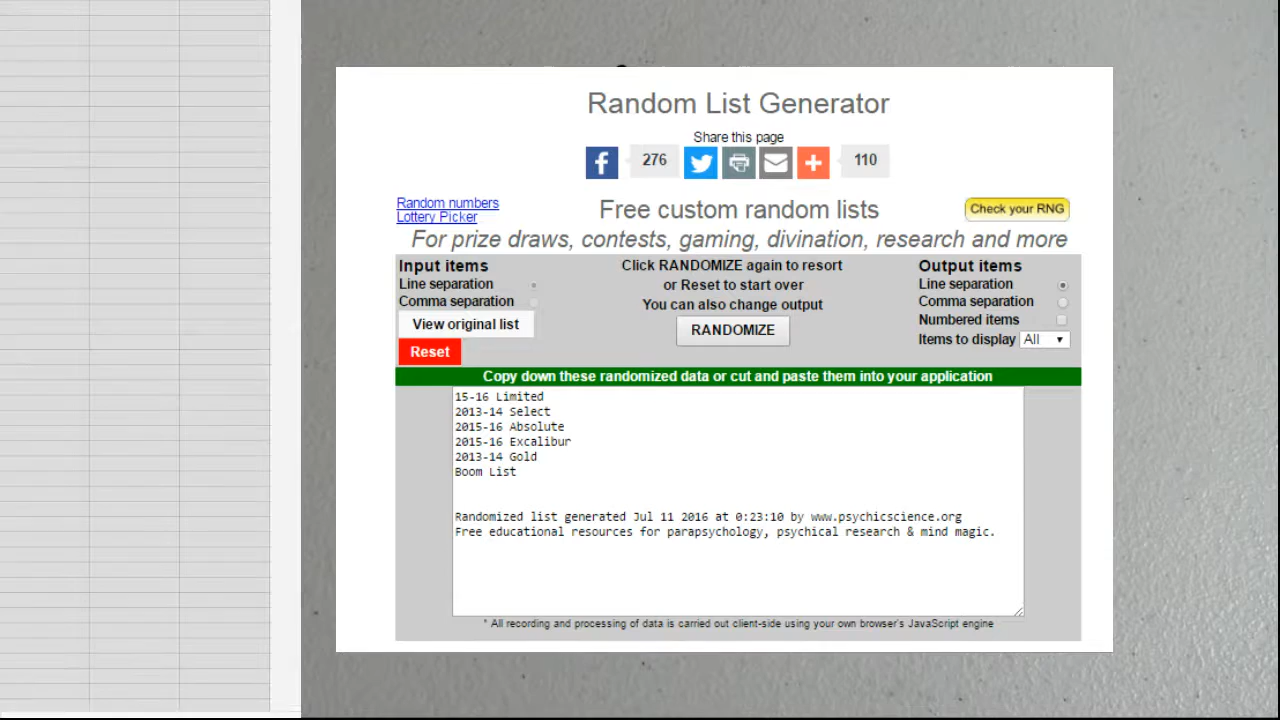 Random List Generator
Share this page
276
110
Random numbers
Lottery Picker
Free custom random lists
Check your RNG
For prize draws, contests, gaming, divination, research and more
Input items
Line separation
Comma separation
View original list
Reset
Click RANDOMIZE again to resort
or Reset to start over
You can also change output
RANDOMIZE
Output items
Line separation
Comma separation
Numbered items
Items to display All
Copy down these randomized data or cut and paste them into your application
15-16 Limited
2013-14 Select
2015-16 Absolute
2015-16 Excalibur
2013-14 Gold
Boom List
Randomized list generated Jul 11 2016 at 0:23:10 by www.psychicscience.org
Free educational resources for parapsychology, psychical research & mind magic.
* All recording and processing of data is carried out client-side using your own browser's JavaScript engine